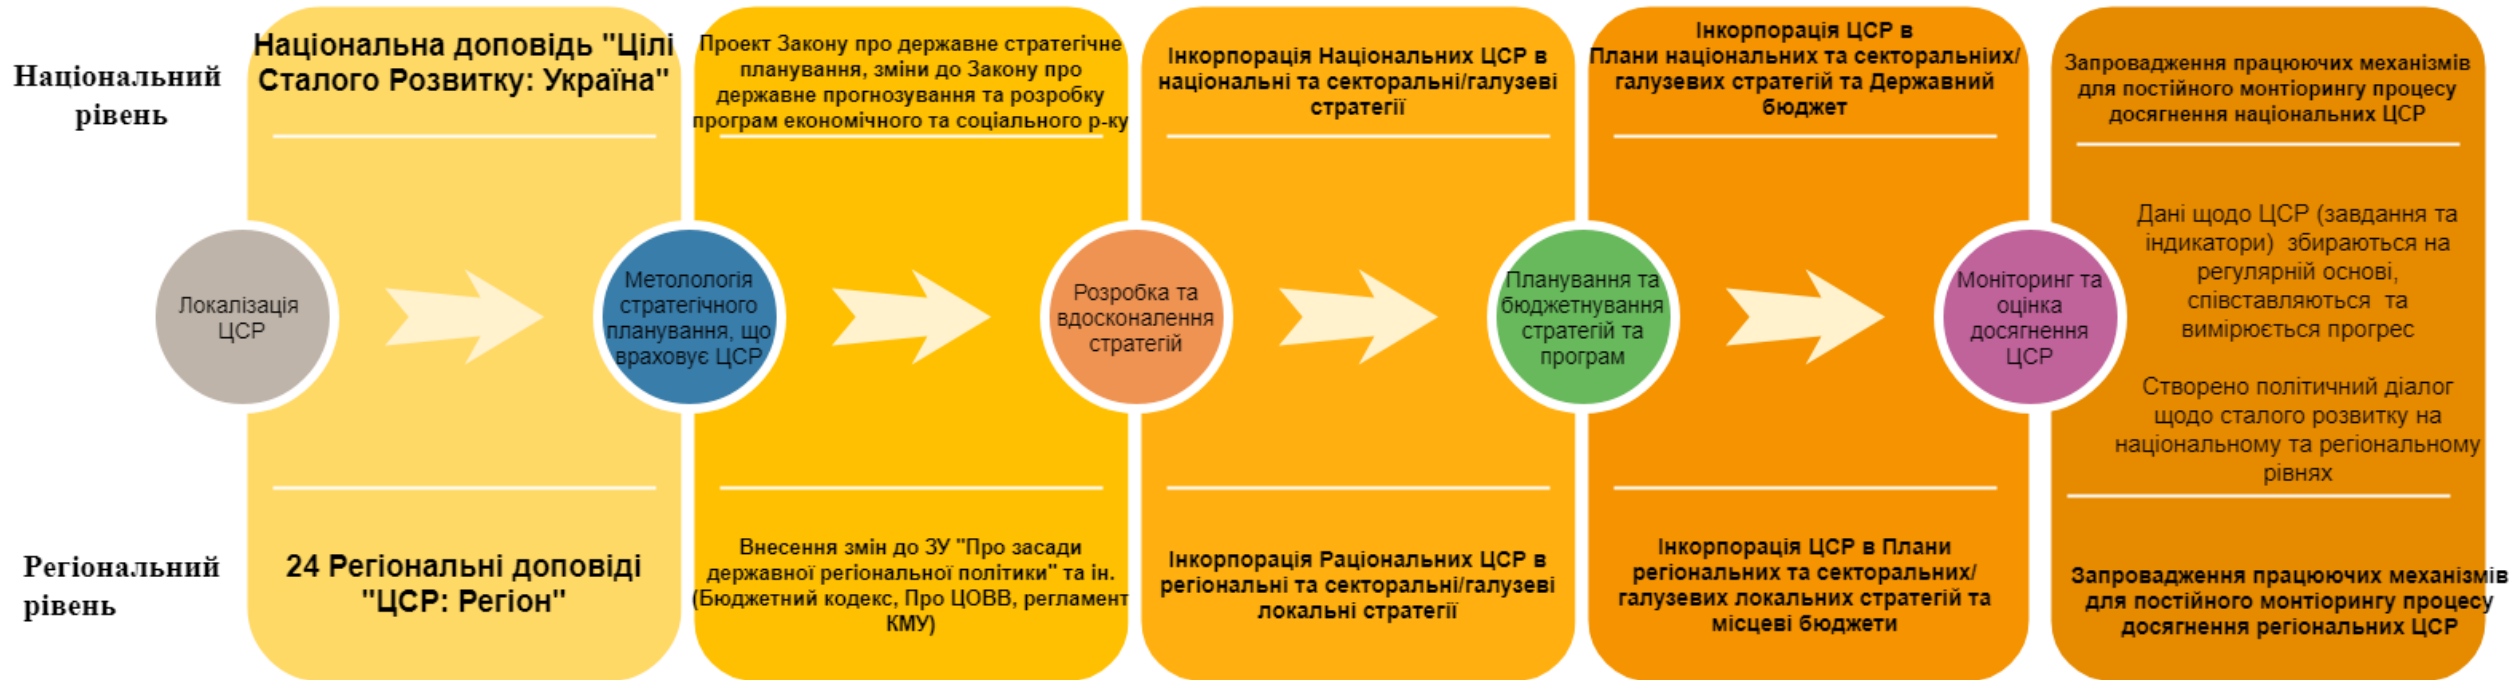 Національний
рівень
Національна доповідь "Цілі
Сталого Розвитку: Україна"
Проект Закону про державне стратегічне
планування, зміни до Закону про
державне прогнозування та розробку
програм економічного та соціального р-ку
Інкорпорація Національних ЦСР в
національні та секторальні/галузеві
стратегії
Інкорпорація ЦСР в
Плани національних та секторальніих/
галузевих стратегій та Державний
бюджет
Запровадження працюючих механізмів
для постійного монтіорингу процесу
досягнення національних ЦСР
Локалізація
ЦСР
Метолологія
стратегічного
планування, що
враховує ЦСР
Розробка та
вдосконалення
стратегій
Планування та
бюджетнування
стратегій та
програм
Моніторинг та
оцінка
досягнення
ЦСР
Дані щодо ЦСР (завдання та
індикатори) збираються на
регулярній основі,
співставляються та
вимірюється прогрес
Створено політичний діалог
щодо сталого розвитку на
національному та регіональному
рівнях
Регіональний
рівень
24 Регіональні доповіді
"ЦСР: Регіон"
Внесення змін до ЗУ "Про засади
державної регіональної політики" та ін.
(Бюджетний кодекс, Про ЦОВВ, регламент
КМУ)
Інкорпорація Раціональних ЦСР в
регіональні та секторальні/галузеві
локальні стратегії
Інкорпорація ЦСР в Плани
регіональних та секторальних/
галузевих локальних стратегій та
місцеві бюджети
Запровадження працюючих механізмів
для постійного монтіорингу процесу
досягнення регіональних ЦСР